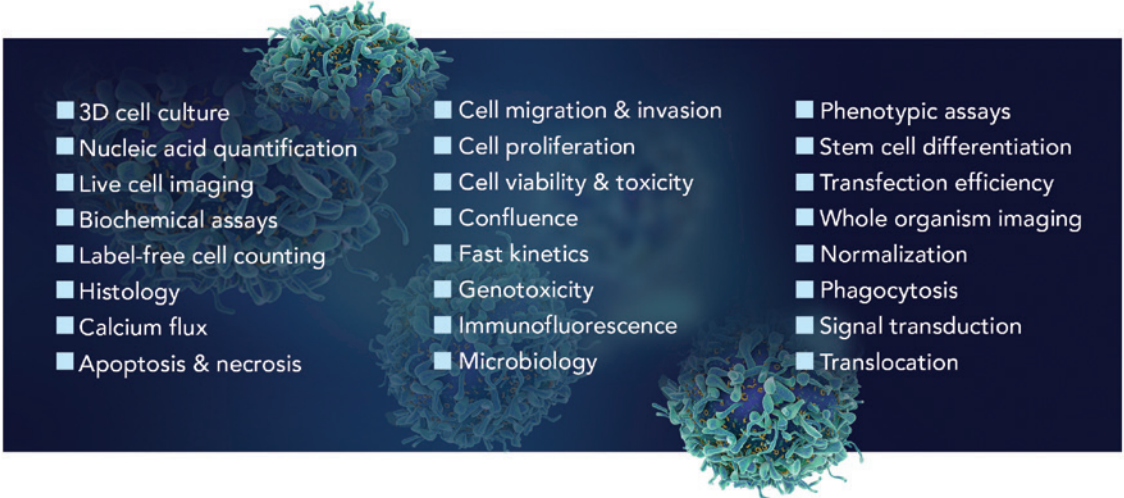 3D cell culture
Nucleic acid quantification
Live cell imaging
Biochemical assays
Label-free cell counting
Histology
Calcium flux
Apoptosis & necrosis
Cell migration & invasion
Cell proliferation
Cell viability & toxicity
Confluence
Fast kinetics
Genotoxicity
Immunofluorescence
Microbiology
Phenotypic assays
Stem cell differentiation
Transfection efficiency
Whole organism imaging
Normalization
Phagocytosis
Signal transduction
Translocation